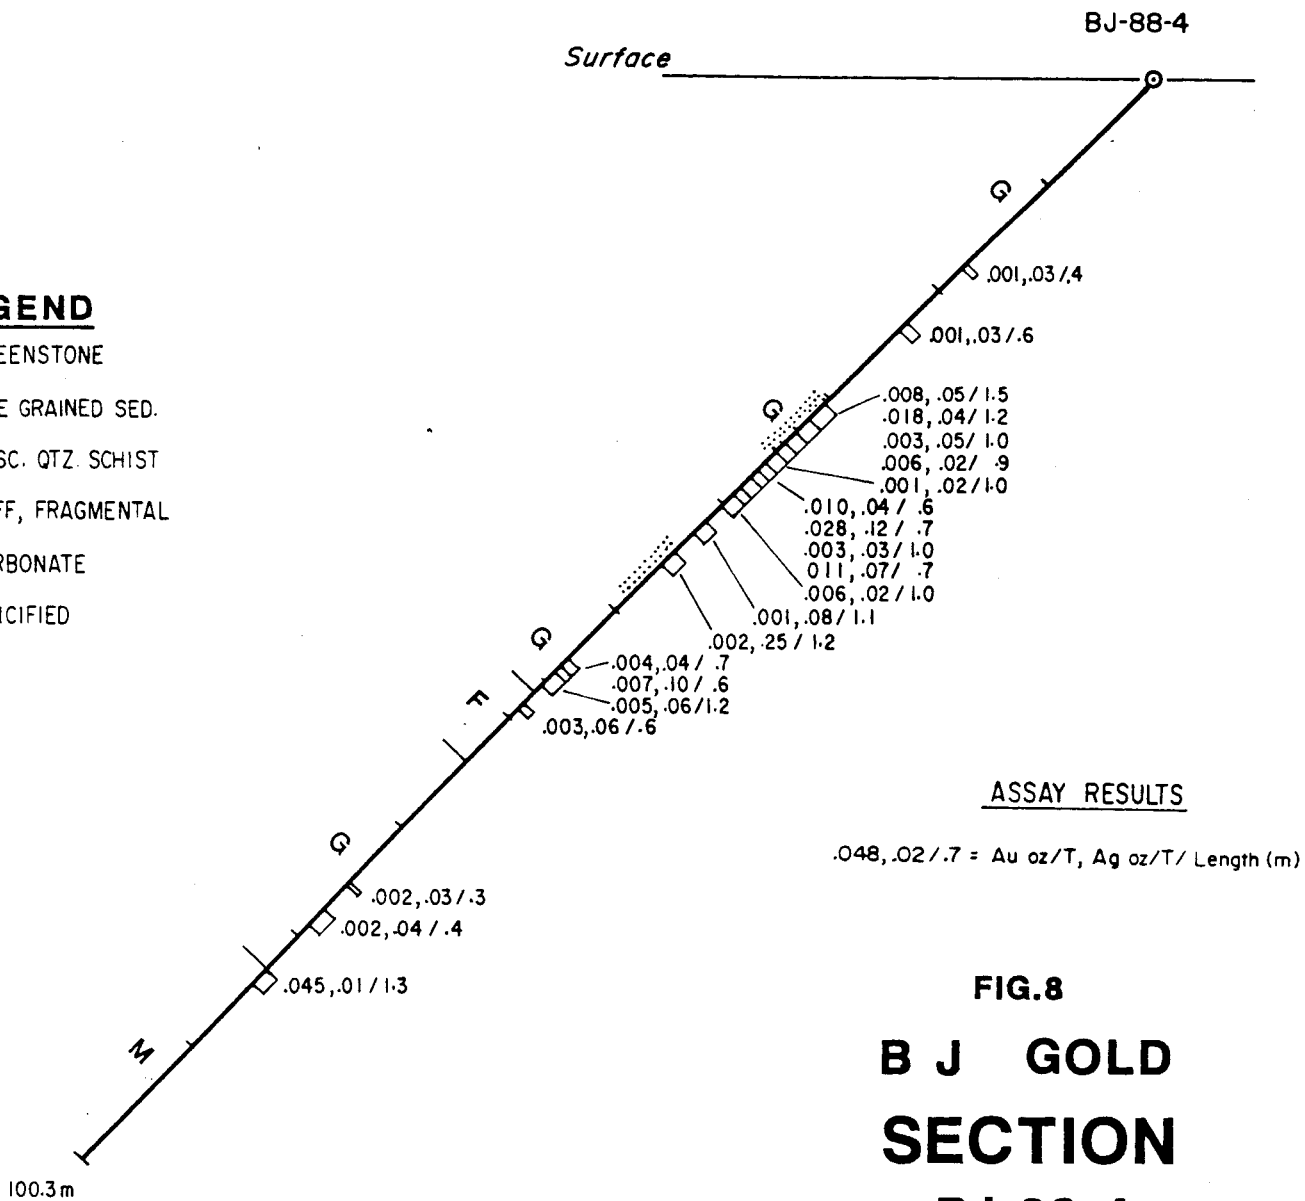 BJ-88-4
Surface
G
.001,.03/.4
.001,.03/.6
GEND
EENSTONE
E GRAINED SED.
SC. QTZ. SCHIST
FF, FRAGMENTAL
RBONATE
ICIFIED
G
.008, .05/1.5
.018, .04/1.2
.003, .05/1.0
.006, .02/ .9
.001, .02/1.0
.010, .04/ .6
.028, .12/ .7
.003, .03/1.0
011, .07/ .7
.006, .02/1.0
.001, .08/1.1
.002, .25/1.2
G
.004, .04/ .7
.007, .10/ .6
.005, .06/1.2
F
.003, .06/.6
ASSAY RESULTS
.048, .02/.7 = Au oz/T, Ag oz/T/ Length (m)
G
.002, .03/.3
.002, .04/.4
.045, .01/1.3
M
100.3m
FIG.8
B J GOLD
SECTION